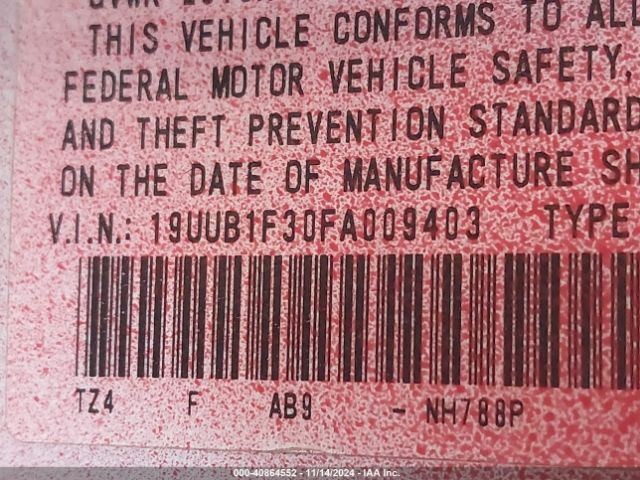 THIS VEHICLE CONFORMS TO ALL
FEDERAL MOTOR VEHICLE SAFETY,
AND THEFT PREVENTION STANDARD
ON THE DATE OF MANUFACTURE SH
V.I.N.: 19UUB1F30FA009403 TYPE
TZ4 F AB9 - NH788P
000-40864552 - 11/14/2024 - IAA Inc.